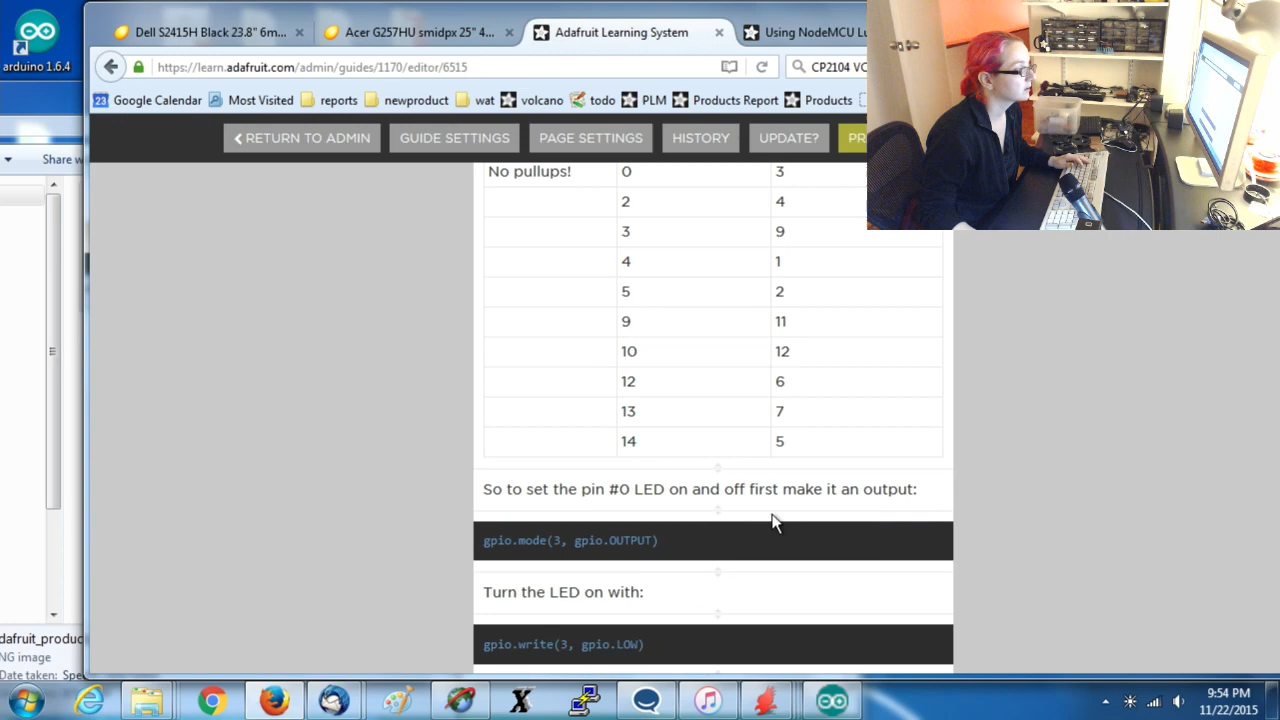 arduino 1.6.4
Dell S2415H Black 23.8" 6m...
Acer G257HU smidpx 25" 4...
Adafruit Learning System
Using NodeMCU Lu
https://learn.adafruit.com/admin/guides/1170/editor/6515
CP2104 VC
23
Google Calendar
Most Visited
reports
newproduct
wat
volcano
todo
PLM
Products Report
Products
Share w
RETURN TO ADMIN
GUIDE SETTINGS
PAGE SETTINGS
HISTORY
UPDATE?
PR
No pullups! 0 3
2 4
3 9
4 1
5 2
9 11
10 12
12 6
13 7
14 5
So to set the pin #0 LED on and off first make it an output:
gpio.mode(3, gpio.OUTPUT)
Turn the LED on with:
gpio.write(3, gpio.LOW)
dafruit_produc
NG image
Date taken: Spe
9:54 PM
11/22/2015